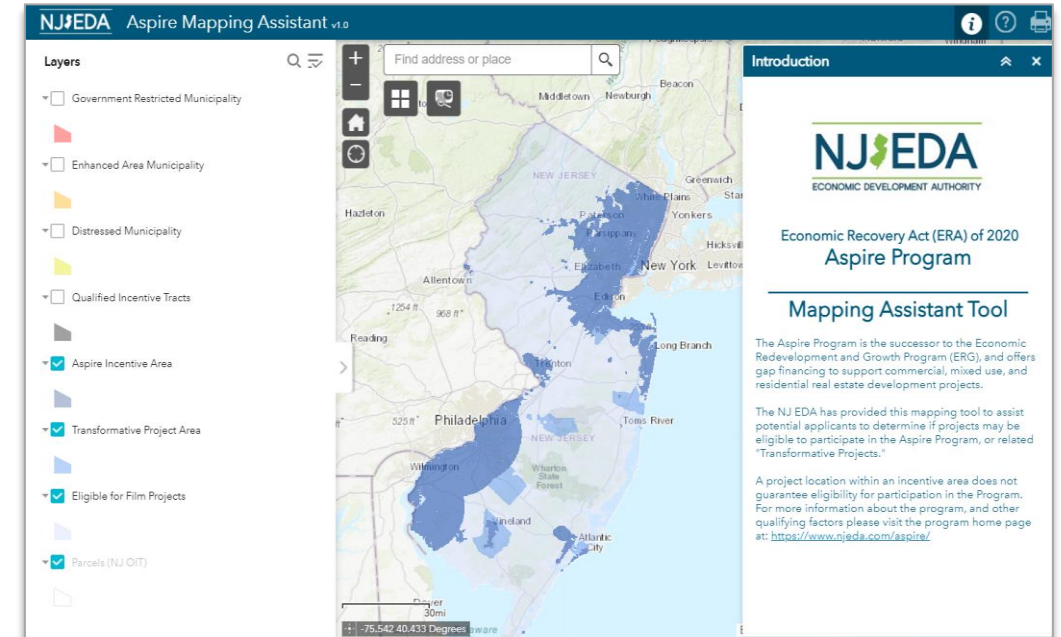 NJEDA Aspire Mapping Assistant v1.0
i ?
Layers
Government Restricted Municipality
Enhanced Area Municipality
Distressed Municipality
Qualified Incentive Tracts
Aspire Incentive Area
Transformative Project Area
Eligible for Film Projects
Parcels (NJ OIT)
+
Find address or place
−
Beacon
Middletown Newburgh
NEW JERSEY
Greenwich
White Plains
Hazleton
Paterson
Yonkers
Parsippany
Elizabeth
New York
Allentown
Edison
1254 ft
968 ft
Reading
Long Branch
Trenton
525 ft
Philadelphia
Toms River
NEW JERSEY
Wilmington
Wharton
State
Forest
Vineland
Atlantic
City
Dover
30mi
-75.542 40.433 Degrees
Introduction
NJEDA
ECONOMIC DEVELOPMENT AUTHORITY
Economic Recovery Act (ERA) of 2020
Aspire Program
Mapping Assistant Tool
The Aspire Program is the successor to the Economic
Redevelopment and Growth Program (ERG), and offers
gap financing to support commercial, mixed use, and
residential real estate development projects.
The NJ EDA has provided this mapping tool to assist
potential applicants to determine if projects may be
eligible to participate in the Aspire Program, or related
"Transformative Projects."
A project location within an incentive area does not
guarantee eligibility for participation in the Program.
For more information about the program, and other
qualifying factors please visit the program home page
at: https://www.njeda.com/aspire/